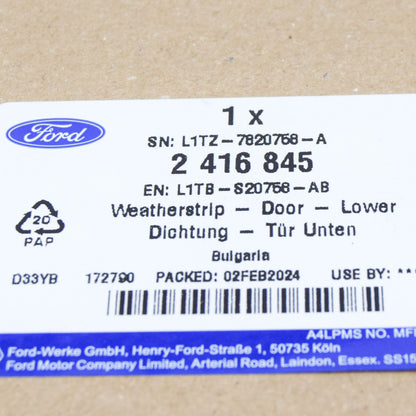 Ford
1 x
SN: L1TZ-7820758-A
2 416 845
EN: L1TB-S20758-AB
Weatherstrip - Door - Lower
Dichtung - Tür Unten
Bulgaria
20
PAP
D33YB 172790 PACKED: 02FEB2024 USE BY: **
A4LPMS NO. MF
Ford-Werke GmbH, Henry-Ford-Straße 1, 50735 Köln
Ford Motor Company Limited, Arterial Road, Laindon, Essex. SS15